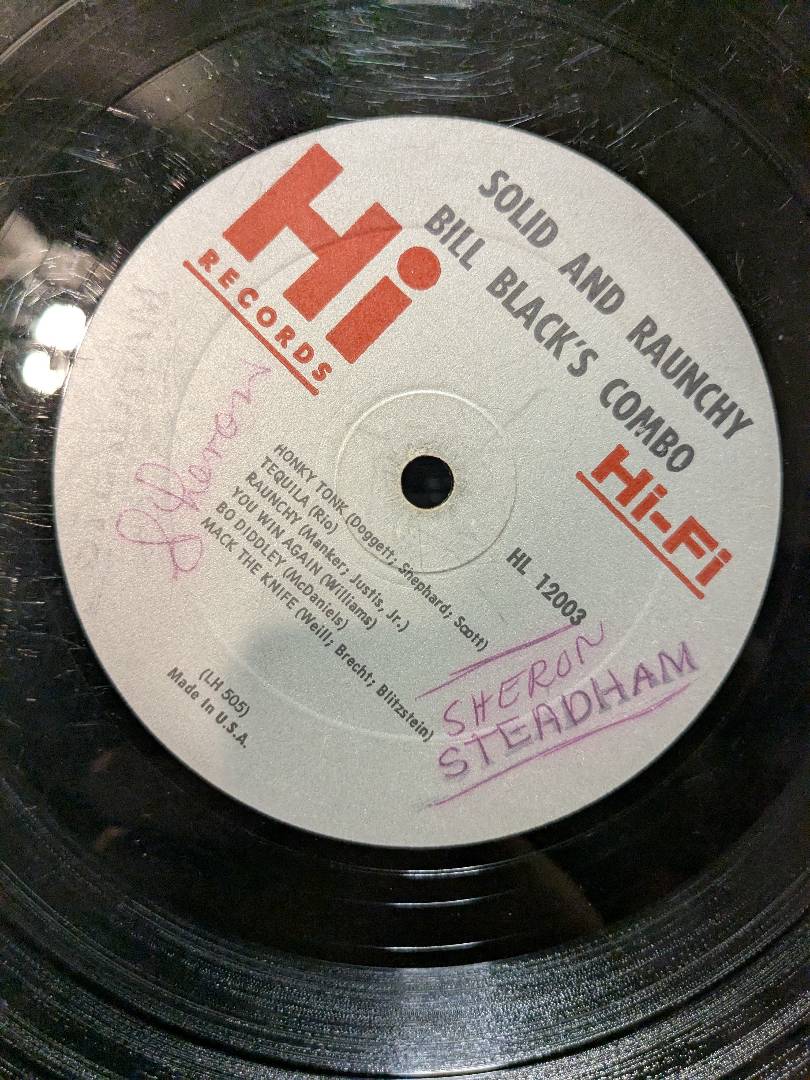 Hi
RECORDS
SOLID AND RAUNCHY
BILL BLACK'S COMBO
Hi-Fi
HL 12003
HONKY TONK (Doggett; Shephard; Scott)
TEQUILA (Rio)
RAUNCHY (Manker; Justis, Jr.)
YOU WIN AGAIN (Williams)
BO DIDDLEY (McDaniels)
MACK THE KNIFE (Weill; Brecht; Blitzstein)
(LH 505)
Made In U.S.A.
Sheron
SHERON
STEADHAM